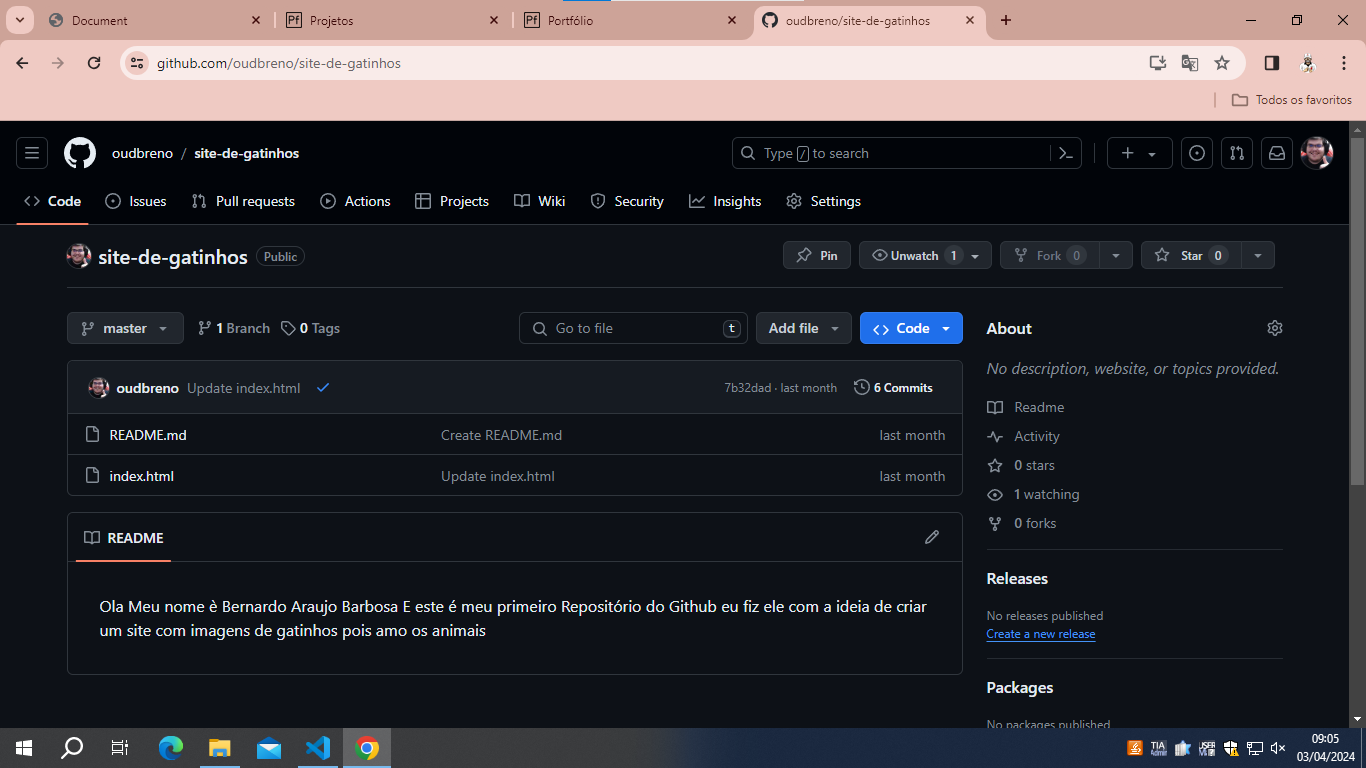 Document
Projetos
Portfólio
oudbreno/site-de-gatinhos
github.com/oudbreno/site-de-gatinhos
Todos os favoritos
oudbreno / site-de-gatinhos
Type / to search
Code
Issues
Pull requests
Actions
Projects
Wiki
Security
Insights
Settings
site-de-gatinhos Public
Pin
Unwatch 1
Fork 0
Star 0
master
1 Branch
0 Tags
Go to file t
Add file
Code
oudbreno Update index.html 7b32dad · last month 6 Commits
README.md Create README.md last month
index.html Update index.html last month
README
Ola Meu nome è Bernardo Araujo Barbosa E este é meu primeiro Repositório do Github eu fiz ele com a ideia de criar
um site com imagens de gatinhos pois amo os animais
About
No description, website, or topics provided.
Readme
Activity
0 stars
1 watching
0 forks
Releases
No releases published
Create a new release
Packages
No packages published
TIA
Admin
09:05
03/04/2024